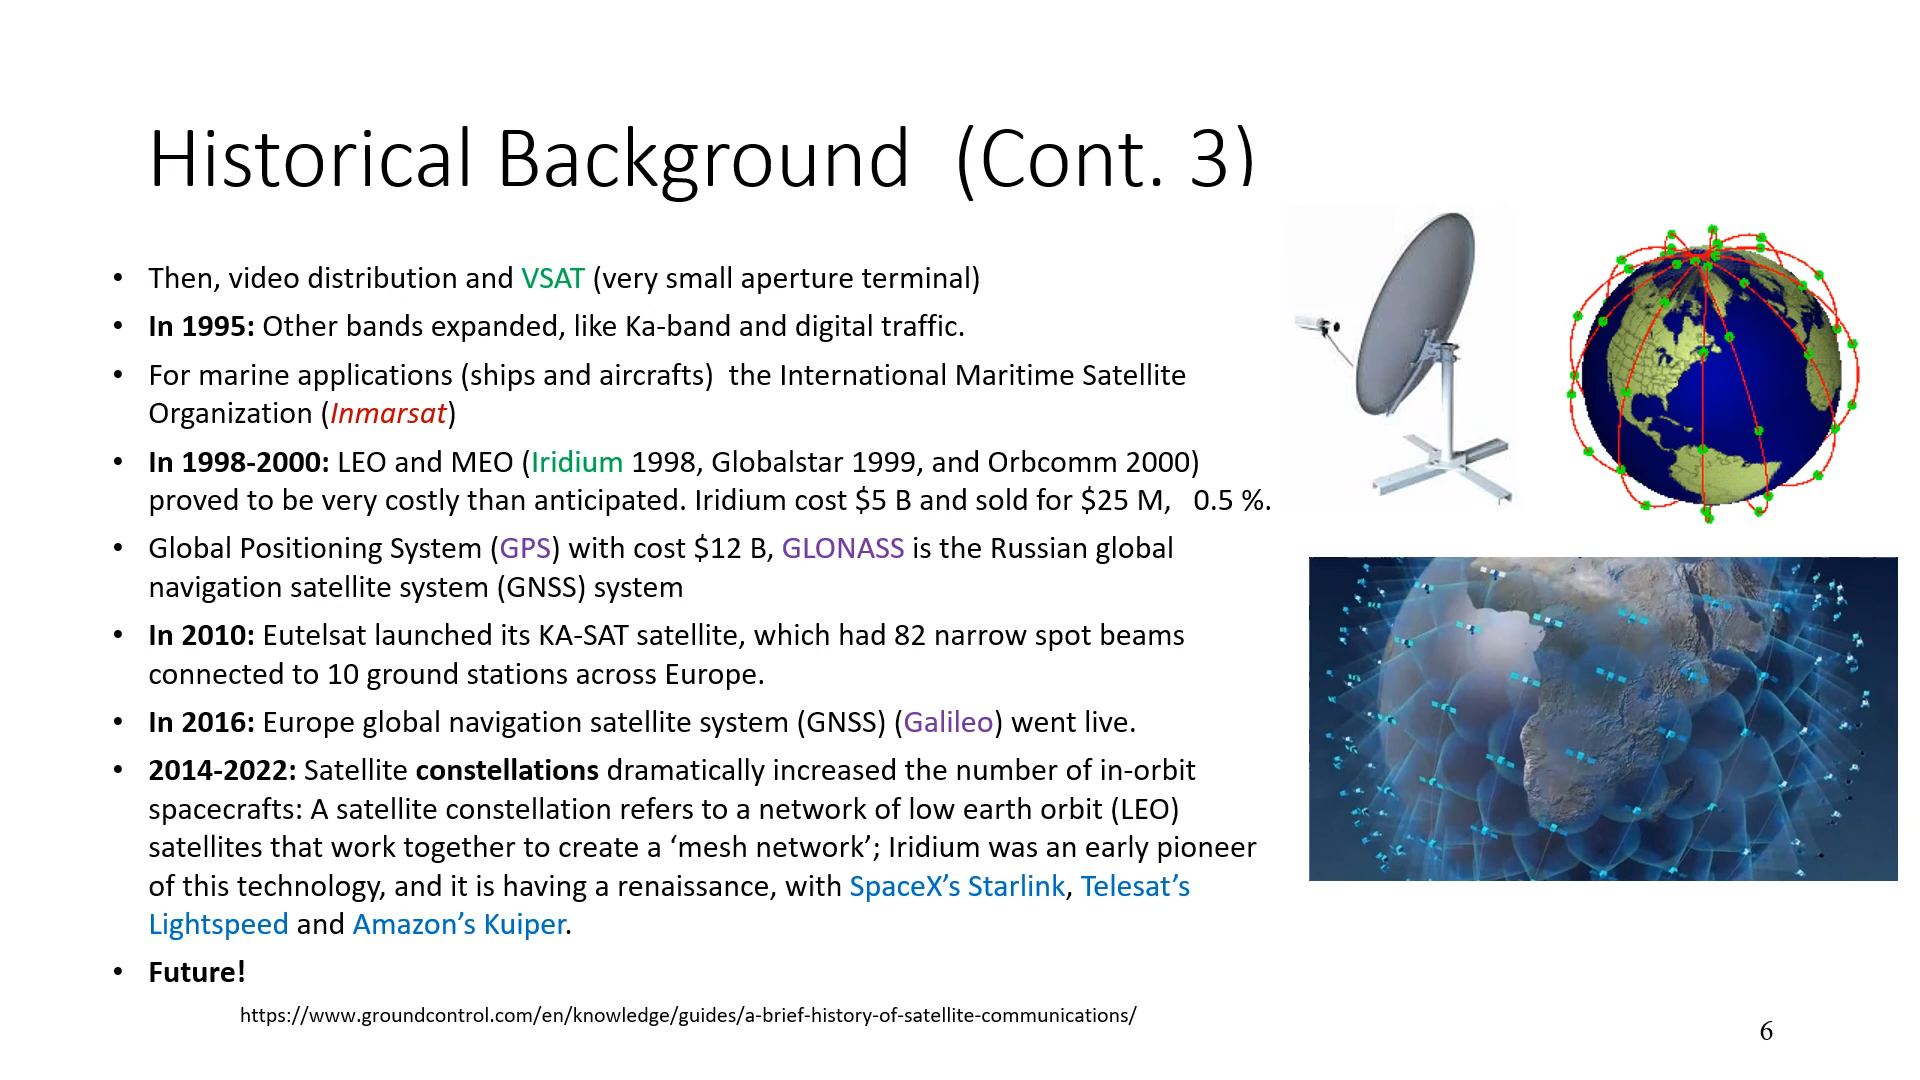 Historical Background  (Cont. 3)
• Then, video distribution and VSAT (very small aperture terminal)
• In 1995: Other bands expanded, like Ka-band and digital traffic.
• For marine applications (ships and aircrafts)  the International Maritime Satellite
Organization (Inmarsat)
• In 1998-2000: LEO and MEO (Iridium 1998, Globalstar 1999, and Orbcomm 2000)
proved to be very costly than anticipated. Iridium cost $5 B and sold for $25 M,   0.5 %.
• Global Positioning System (GPS) with cost $12 B, GLONASS is the Russian global
navigation satellite system (GNSS) system
• In 2010: Eutelsat launched its KA-SAT satellite, which had 82 narrow spot beams
connected to 10 ground stations across Europe.
• In 2016: Europe global navigation satellite system (GNSS) (Galileo) went live.
• 2014-2022: Satellite constellations dramatically increased the number of in-orbit
spacecrafts: A satellite constellation refers to a network of low earth orbit (LEO)
satellites that work together to create a ‘mesh network’; Iridium was an early pioneer
of this technology, and it is having a renaissance, with SpaceX’s Starlink, Telesat’s
Lightspeed and Amazon’s Kuiper.
• Future!
https://www.groundcontrol.com/en/knowledge/guides/a-brief-history-of-satellite-communications/
6